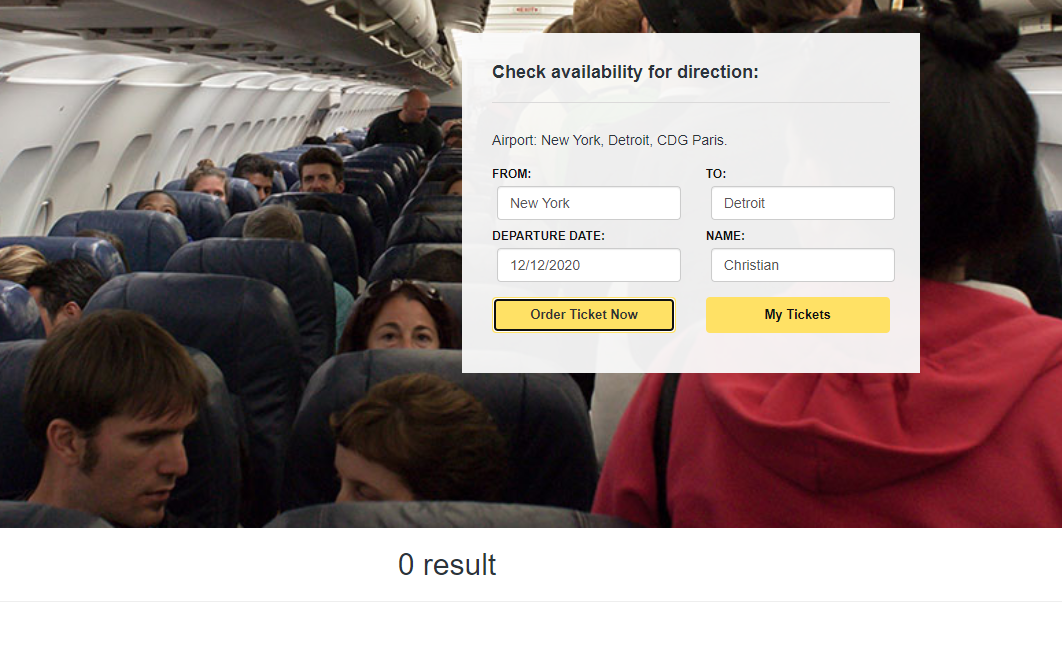 Check availability for direction:
Airport: New York, Detroit, CDG Paris.
FROM: TO:
New York Detroit
DEPARTURE DATE: NAME:
12/12/2020 Christian
Order Ticket Now My Tickets
0 result